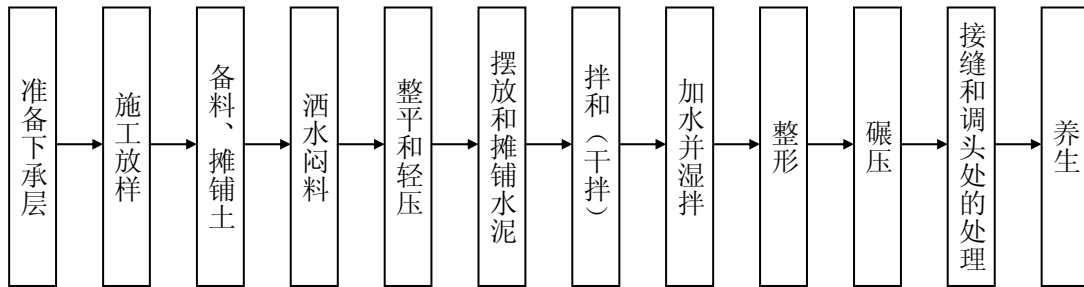 准备下承层
施工放样
备料、摊铺土
洒水闷料
整平和轻压
摆放和摊铺水泥
拌和（干拌）
加水并湿拌
整形
碾压
接缝和调头处的处理
养生